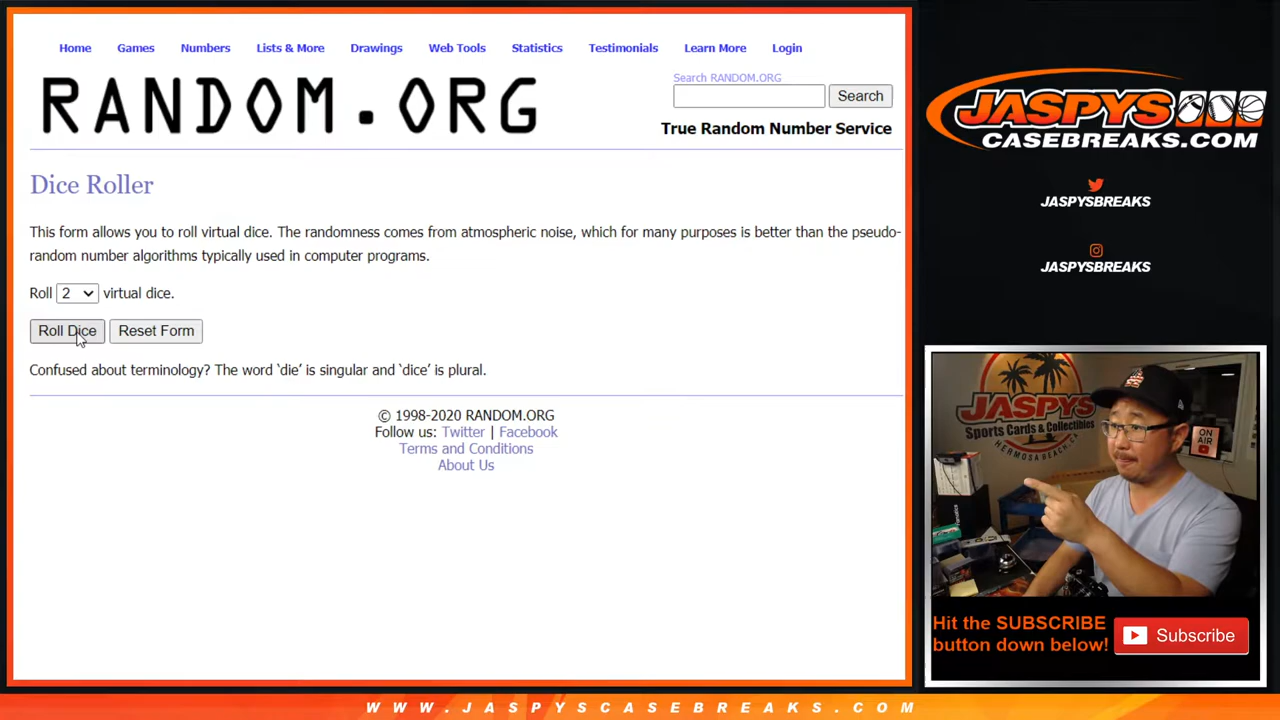 Home Games Numbers Lists & More Drawings Web Tools Statistics Testimonials Learn More Login
RANDOM.ORG
Search RANDOM.ORG
Search
True Random Number Service
Dice Roller
This form allows you to roll virtual dice. The randomness comes from atmospheric noise, which for many purposes is better than the pseudo-
random number algorithms typically used in computer programs.
Roll 2 virtual dice.
Roll Dice Reset Form
Confused about terminology? The word ‘die’ is singular and ‘dice’ is plural.
© 1998-2020 RANDOM.ORG
Follow us: Twitter | Facebook
Terms and Conditions
About Us
JASPYS
CASEBREAKS.COM
JASPYSBREAKS
JASPYSBREAKS
JASPYS
Sports Cards & Collectibles
HERMOSA BEACH, CA
ON
AIR
Hit the SUBSCRIBE
button down below!
Subscribe
WWW.JASPYSCASEBREAKS.COM